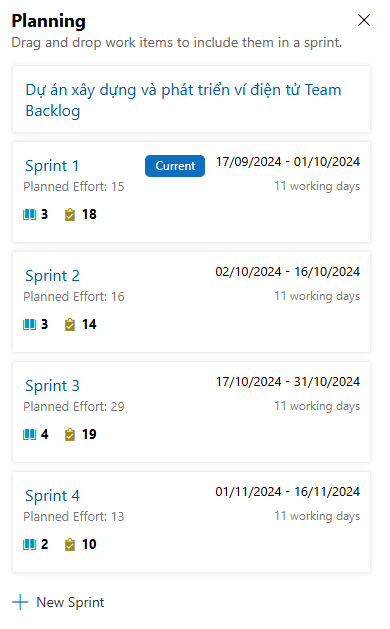 Planning
Drag and drop work items to include them in a sprint.
Dự án xây dựng và phát triển ví điện tử Team
Backlog
Sprint 1 Current 17/09/2024 - 01/10/2024
Planned Effort: 15 11 working days
3 18
Sprint 2 02/10/2024 - 16/10/2024
Planned Effort: 16 11 working days
3 14
Sprint 3 17/10/2024 - 31/10/2024
Planned Effort: 29 11 working days
4 19
Sprint 4 01/11/2024 - 16/11/2024
Planned Effort: 13 11 working days
2 10
New Sprint